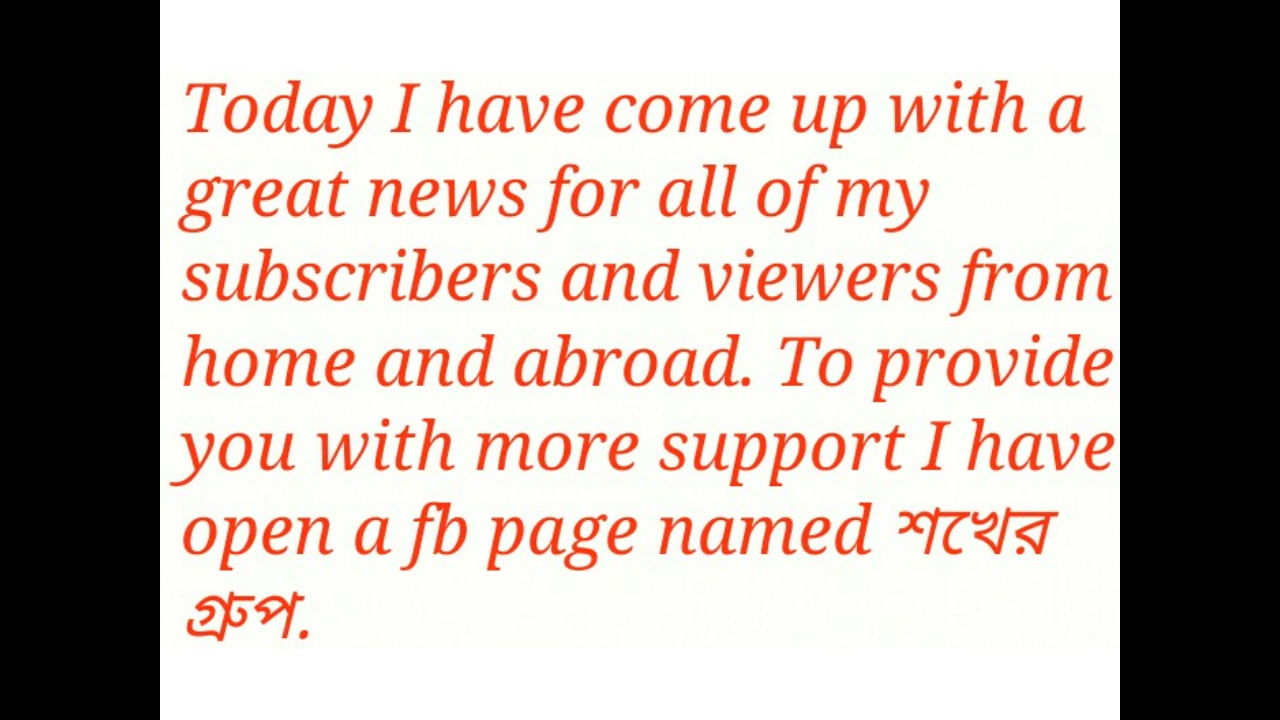 Today I have come up with a
great news for all of my
subscribers and viewers from
home and abroad. To provide
you with more support I have
open a fb page named শখের
গ্রুপ.